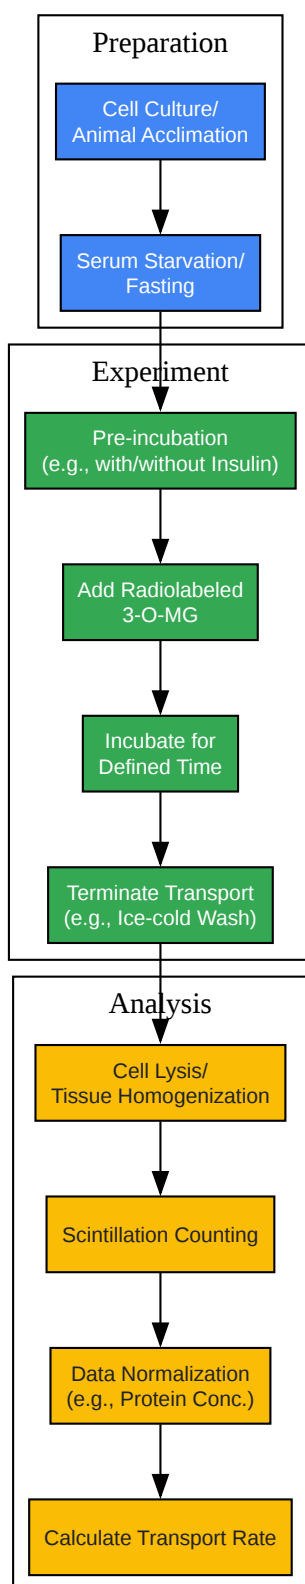 Preparation
Cell Culture/
Animal Acclimation
Serum Starvation/
Fasting
Experiment
Pre-incubation
(e.g., with/without Insulin)
Add Radiolabeled
3-O-MG
Incubate for
Defined Time
Terminate Transport
(e.g., Ice-cold Wash)
Analysis
Cell Lysis/
Tissue Homogenization
Scintillation Counting
Data Normalization
(e.g., Protein Conc.)
Calculate Transport Rate